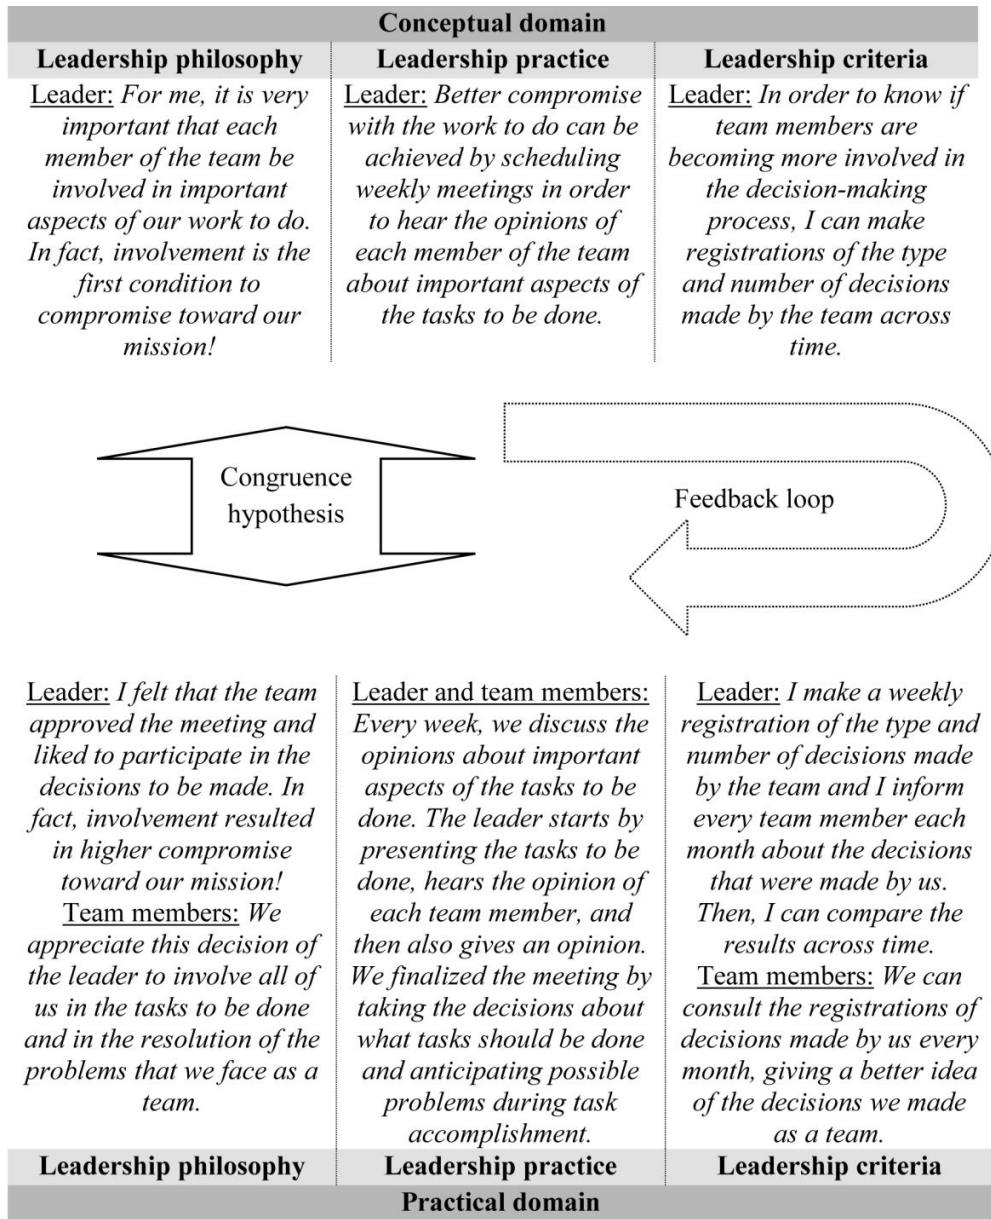 Conceptual domain
Leadership philosophy
Leadership practice
Leadership criteria
Leader: For me, it is very
important that each
member of the team be
involved in important
aspects of our work to do.
In fact, involvement is the
first condition to
compromise toward our
mission!
Leader: Better compromise
with the work to do can be
achieved by scheduling
weekly meetings in order
to hear the opinions of
each member of the team
about important aspects of
the tasks to be done.
Leader: In order to know if
team members are
becoming more involved in
the decision-making
process, I can make
registrations of the type
and number of decisions
made by the team across
time.
Congruence
hypothesis
Feedback loop
Leader: I felt that the team
approved the meeting and
liked to participate in the
decisions to be made. In
fact, involvement resulted
in higher compromise
toward our mission!
Team members: We
appreciate this decision of
the leader to involve all of
us in the tasks to be done
and in the resolution of the
problems that we face as a
team.
Leader and team members:
Every week, we discuss the
opinions about important
aspects of the tasks to be
done. The leader starts by
presenting the tasks to be
done, hears the opinion of
each team member, and
then also gives an opinion.
We finalized the meeting by
taking the decisions about
what tasks should be done
and anticipating possible
problems during task
accomplishment.
Leader: I make a weekly
registration of the type and
number of decisions made
by the team and I inform
every team member each
month about the decisions
that were made by us.
Then, I can compare the
results across time.
Team members: We can
consult the registrations of
decisions made by us every
month, giving a better idea
of the decisions we made
as a team.
Leadership philosophy
Leadership practice
Leadership criteria
Practical domain